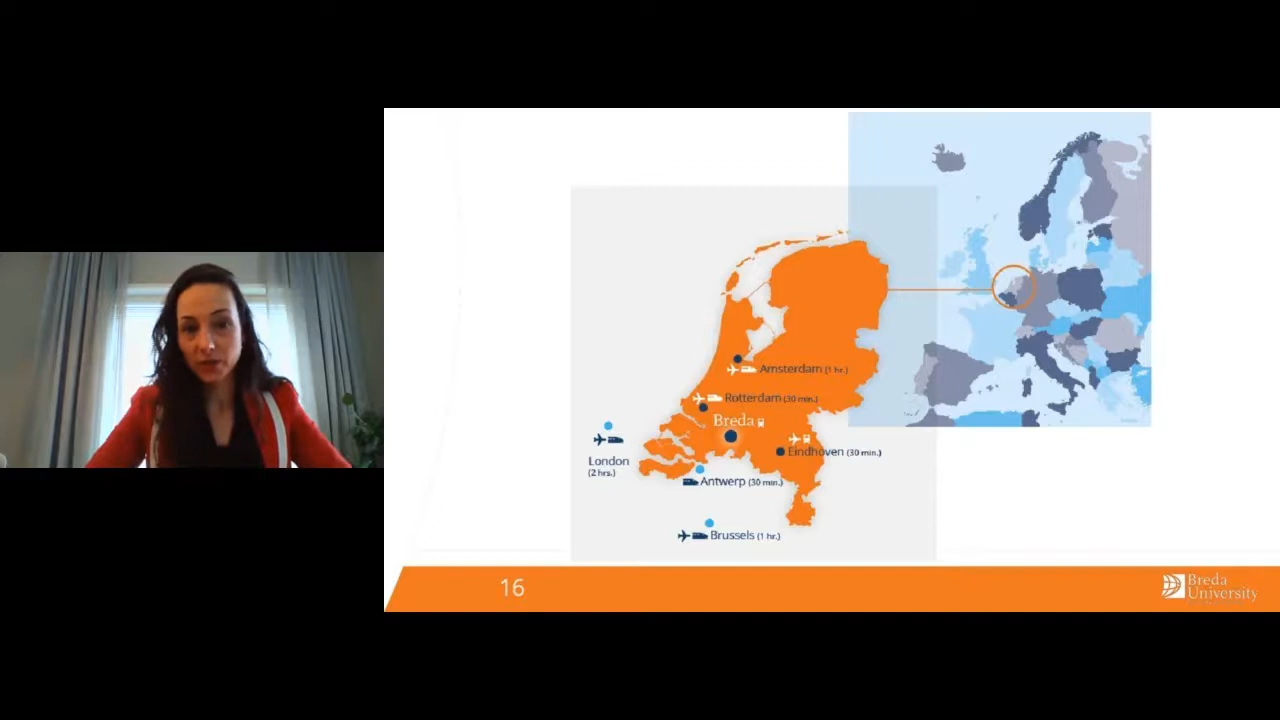 Amsterdam (1 hr.)
Rotterdam (30 min.)
Breda
Eindhoven (30 min.)
London
(2 hrs.)
Antwerp (30 min.)
Brussels (1 hr.)
16
Breda
University